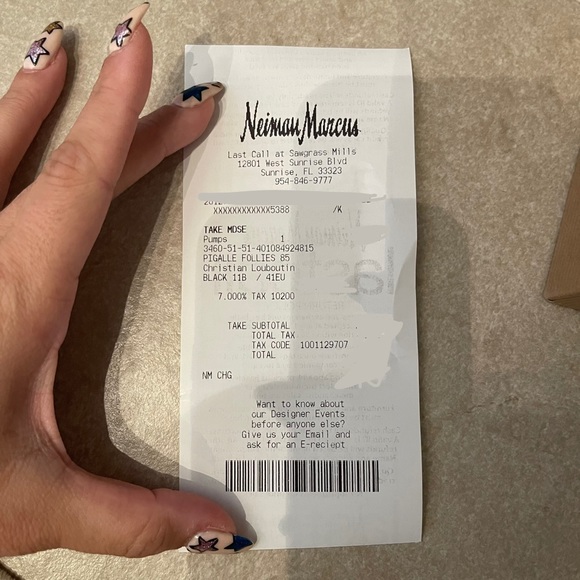 Neiman Marcus
Last Call at Sawgrass Mills
12801 West Sunrise Blvd
Sunrise, FL 33323
954-846-9777
XXXXXXXXXXXX5388 /K
TAKE MDSE
Pumps 1
3460-51-51-401084924815
PIGALLE FOLLIES 85
Christian Louboutin
BLACK 11B / 41EU
7.000% TAX 10200
TAKE SUBTOTAL
TOTAL TAX
TAX CODE 1001129707
TOTAL
NM CHG
Want to know about
our Designer Events
before anyone else?
Give us your Email and
ask for an E-reciept